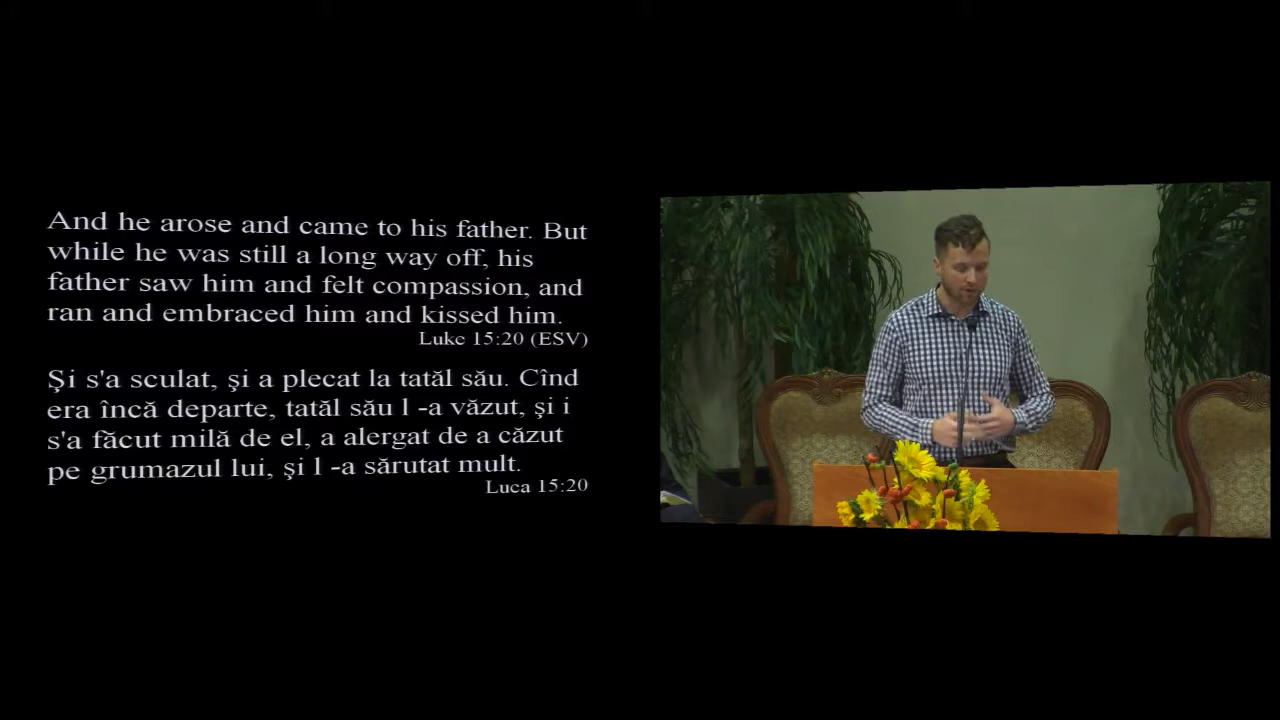 And he arose and came to his father. But
while he was still a long way off, his
father saw him and felt compassion, and
ran and embraced him and kissed him.
Luke 15:20 (ESV)
Şi s'a sculat, şi a plecat la tatăl său. Cînd
era încă departe, tatăl său l -a văzut, şi i
s'a făcut milă de el, a alergat de a căzut
pe grumazul lui, şi l -a sărutat mult.
Luca 15:20